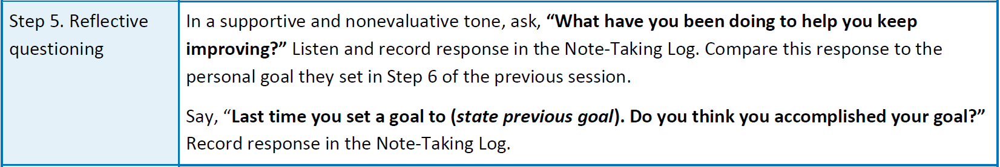 Step 5. Reflective
questioning
In a supportive and nonevaluative tone, ask, “What have you been doing to help you keep
improving?” Listen and record response in the Note-Taking Log. Compare this response to the
personal goal they set in Step 6 of the previous session.
Say, “Last time you set a goal to (state previous goal). Do you think you accomplished your goal?”
Record response in the Note-Taking Log.